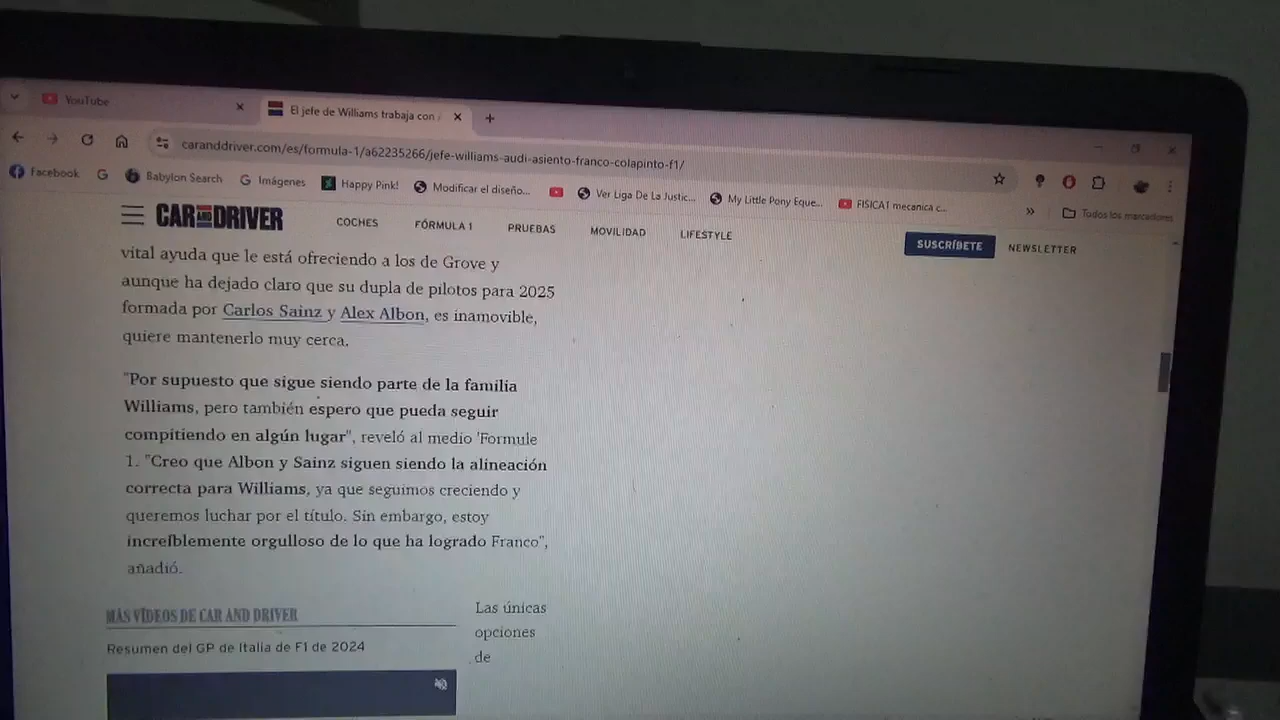 YouTube
El jefe de Williams trabaja con
caranddriver.com/es/formula-1/a62235266/jefe-williams-audi-asiento-franco-colapinto-f1/
Facebook
Babylon Search
Imágenes
Happy Pink!
Modificar el diseño...
Ver Liga De La Justic...
My Little Pony Eque...
FISICA1 mecanica c...
Todos los marcadores
CAR AND DRIVER
COCHES
FÓRMULA 1
PRUEBAS
MOVILIDAD
LIFESTYLE
SUSCRÍBETE
NEWSLETTER
vital ayuda que le está ofreciendo a los de Grove y
aunque ha dejado claro que su dupla de pilotos para 2025
formada por Carlos Sainz y Alex Albon, es inamovible,
quiere mantenerlo muy cerca.
"Por supuesto que sigue siendo parte de la familia
Williams, pero también espero que pueda seguir
compitiendo en algún lugar", reveló al medio 'Formule
1. "Creo que Albon y Sainz siguen siendo la alineación
correcta para Williams, ya que seguimos creciendo y
queremos luchar por el título. Sin embargo, estoy
increíblemente orgulloso de lo que ha logrado Franco",
añadió.
MÁS VÍDEOS DE CAR AND DRIVER
Resumen del GP de Italia de F1 de 2024
Las únicas
opciones
de